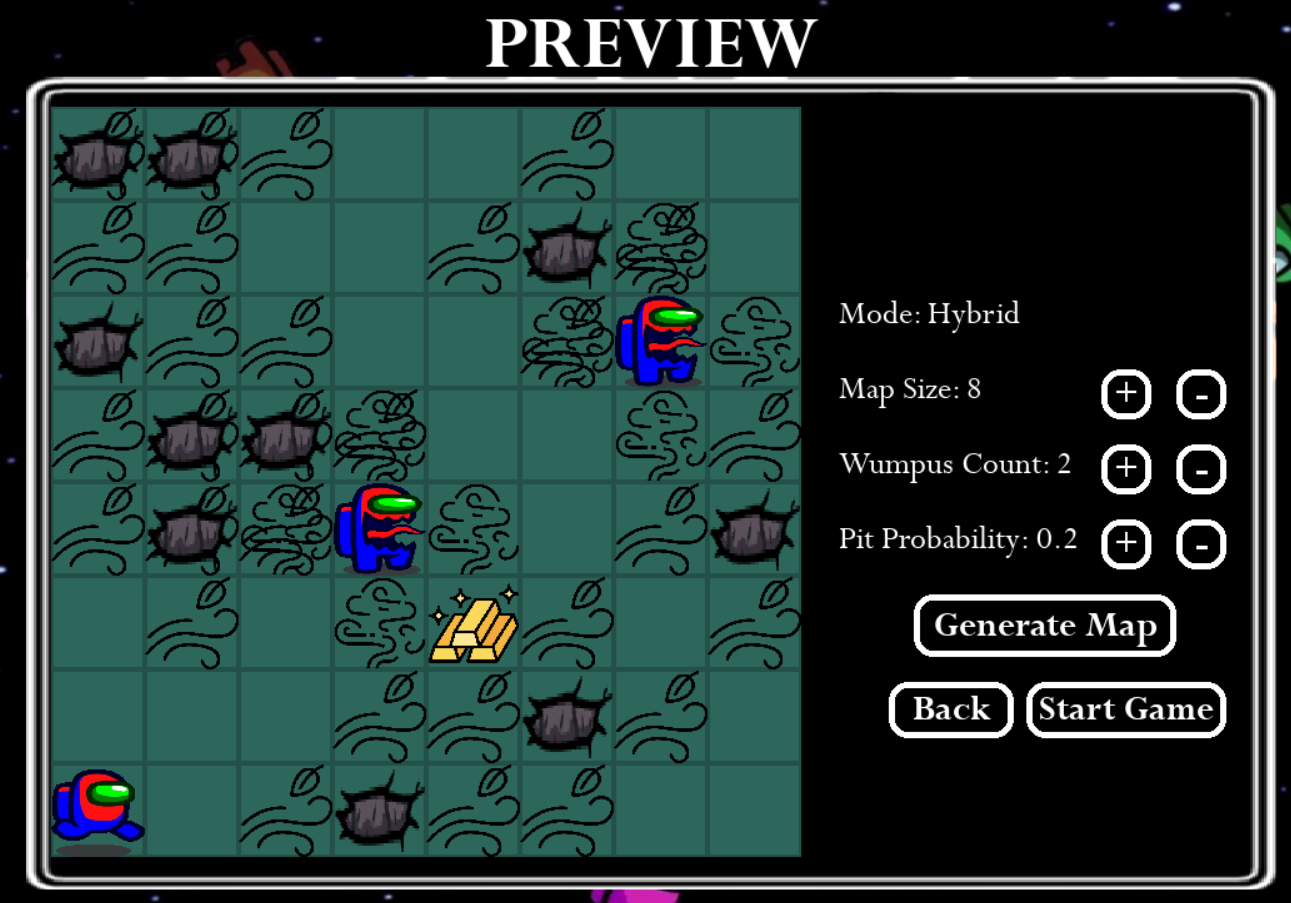 PREVIEW
Mode: Hybrid
Map Size: 8 + -
Wumpus Count: 2 + -
Pit Probability: 0.2 + -
Generate Map
Back Start Game